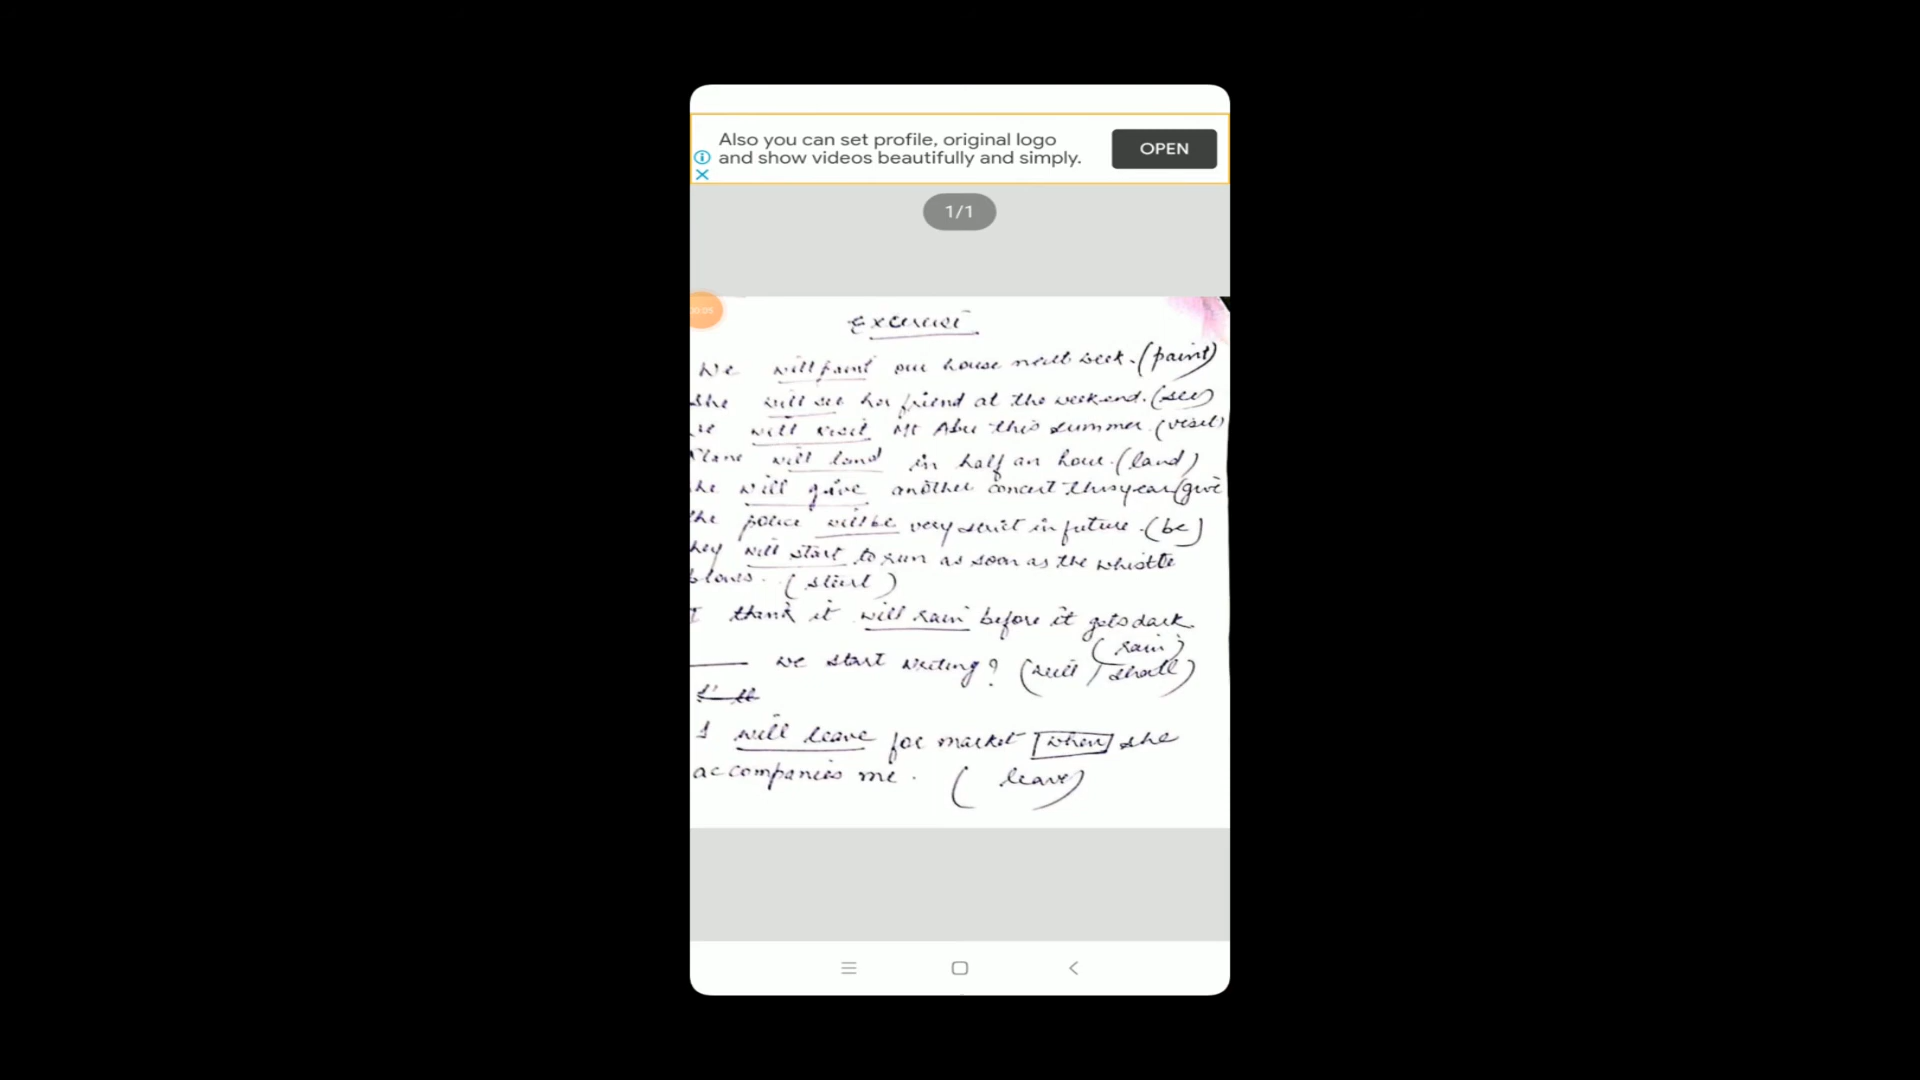 Also you can set profile, original logo
and show videos beautifully and simply.
OPEN
1/1
00:05
Exercise
We will paint our house next week. (paint)
She will see her friend at the weekend. (see)
will visit Mt Abu this summer. (visit)
Plane will land in half an hour. (land)
he will give another concert this year (give
the police will be very strict in future. (be)
hey will start to run as soon as the whistle
blows. (start)
I think it will rain before it gets dark
(rain)
we start writing? (will / shall)
I will leave for market when she
accompanies me. (leave)